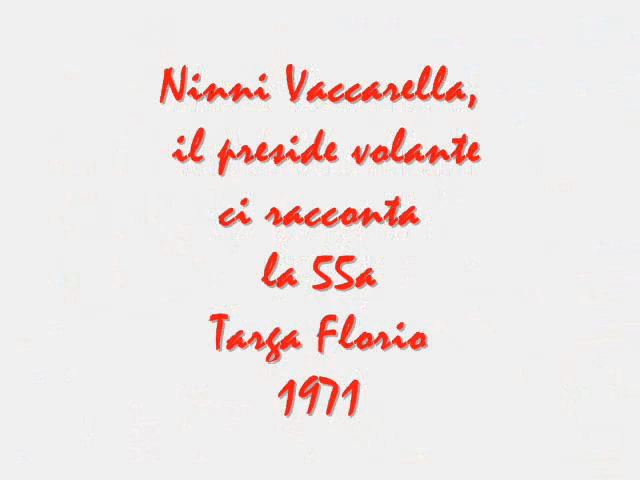 Ninni Vaccarella,
il preside volante
ci racconta
la 55a
Targa Florio
1971